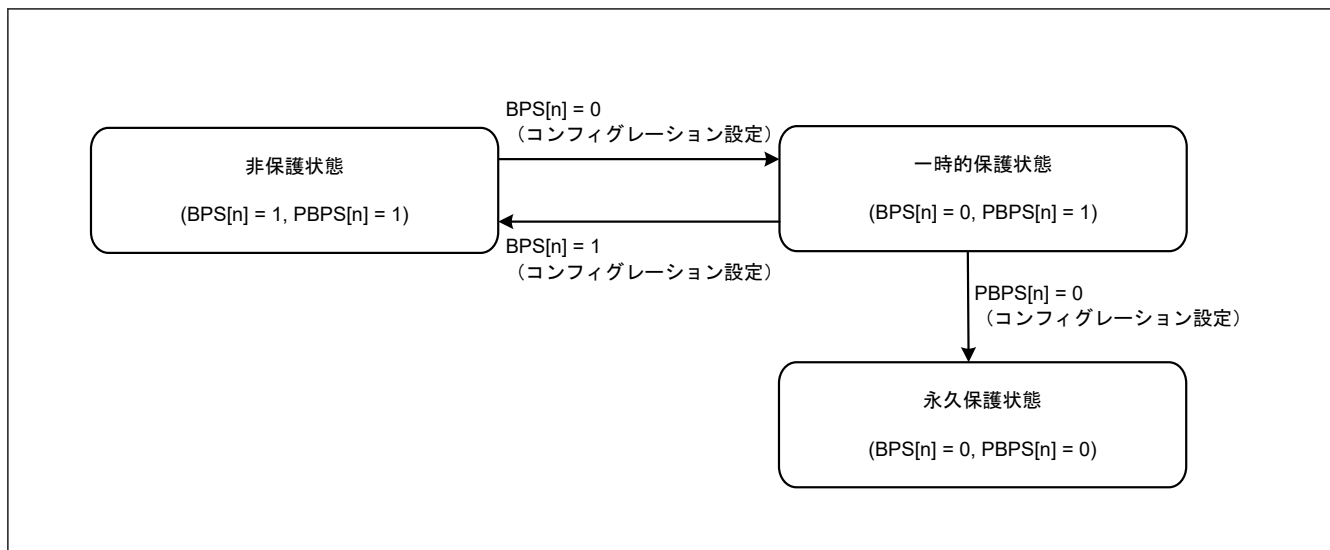 BPS[n] = 0
（コンフィグレーション設定）
非保護状態
(BPS[n] = 1, PBPS[n] = 1)
一時的保護状態
(BPS[n] = 0, PBPS[n] = 1)
BPS[n] = 1
（コンフィグレーション設定）
PBPS[n] = 0
（コンフィグレーション設定）
永久保護状態
(BPS[n] = 0, PBPS[n] = 0)